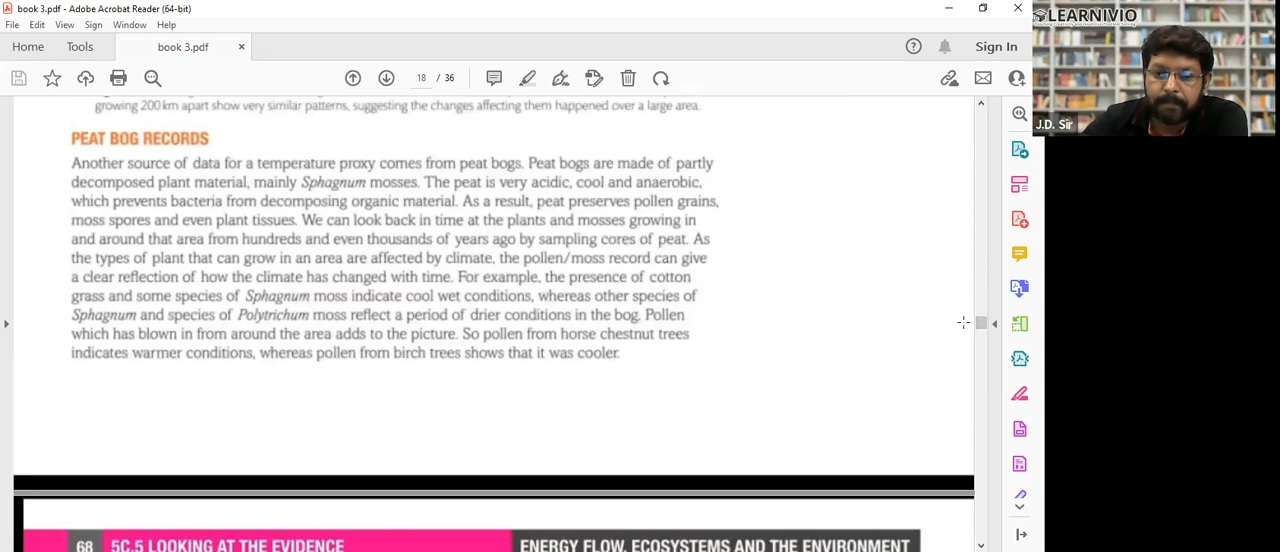 book 3.pdf - Adobe Acrobat Reader (64-bit)
File Edit View Sign Window Help
Home Tools book 3.pdf × Sign In
18 / 36
LEARNIVIO
J.D. Sir
growing 200 km apart show very similar patterns, suggesting the changes affecting them happened over a large area.
PEAT BOG RECORDS
Another source of data for a temperature proxy comes from peat bogs. Peat bogs are made of partly
decomposed plant material, mainly Sphagnum mosses. The peat is very acidic, cool and anaerobic,
which prevents bacteria from decomposing organic material. As a result, peat preserves pollen grains,
moss spores and even plant tissues. We can look back in time at the plants and mosses growing in
and around that area from hundreds and even thousands of years ago by sampling cores of peat. As
the types of plant that can grow in an area are affected by climate, the pollen/moss record can give
a clear reflection of how the climate has changed with time. For example, the presence of cotton
grass and some species of Sphagnum moss indicate cool wet conditions, whereas other species of
Sphagnum and species of Polytrichum moss reflect a period of drier conditions in the bog. Pollen
which has blown in from around the area adds to the picture. So pollen from horse chestnut trees
indicates warmer conditions, whereas pollen from birch trees shows that it was cooler.
68 5C.5 LOOKING AT THE EVIDENCE ENERGY FLOW, ECOSYSTEMS AND THE ENVIRONMENT